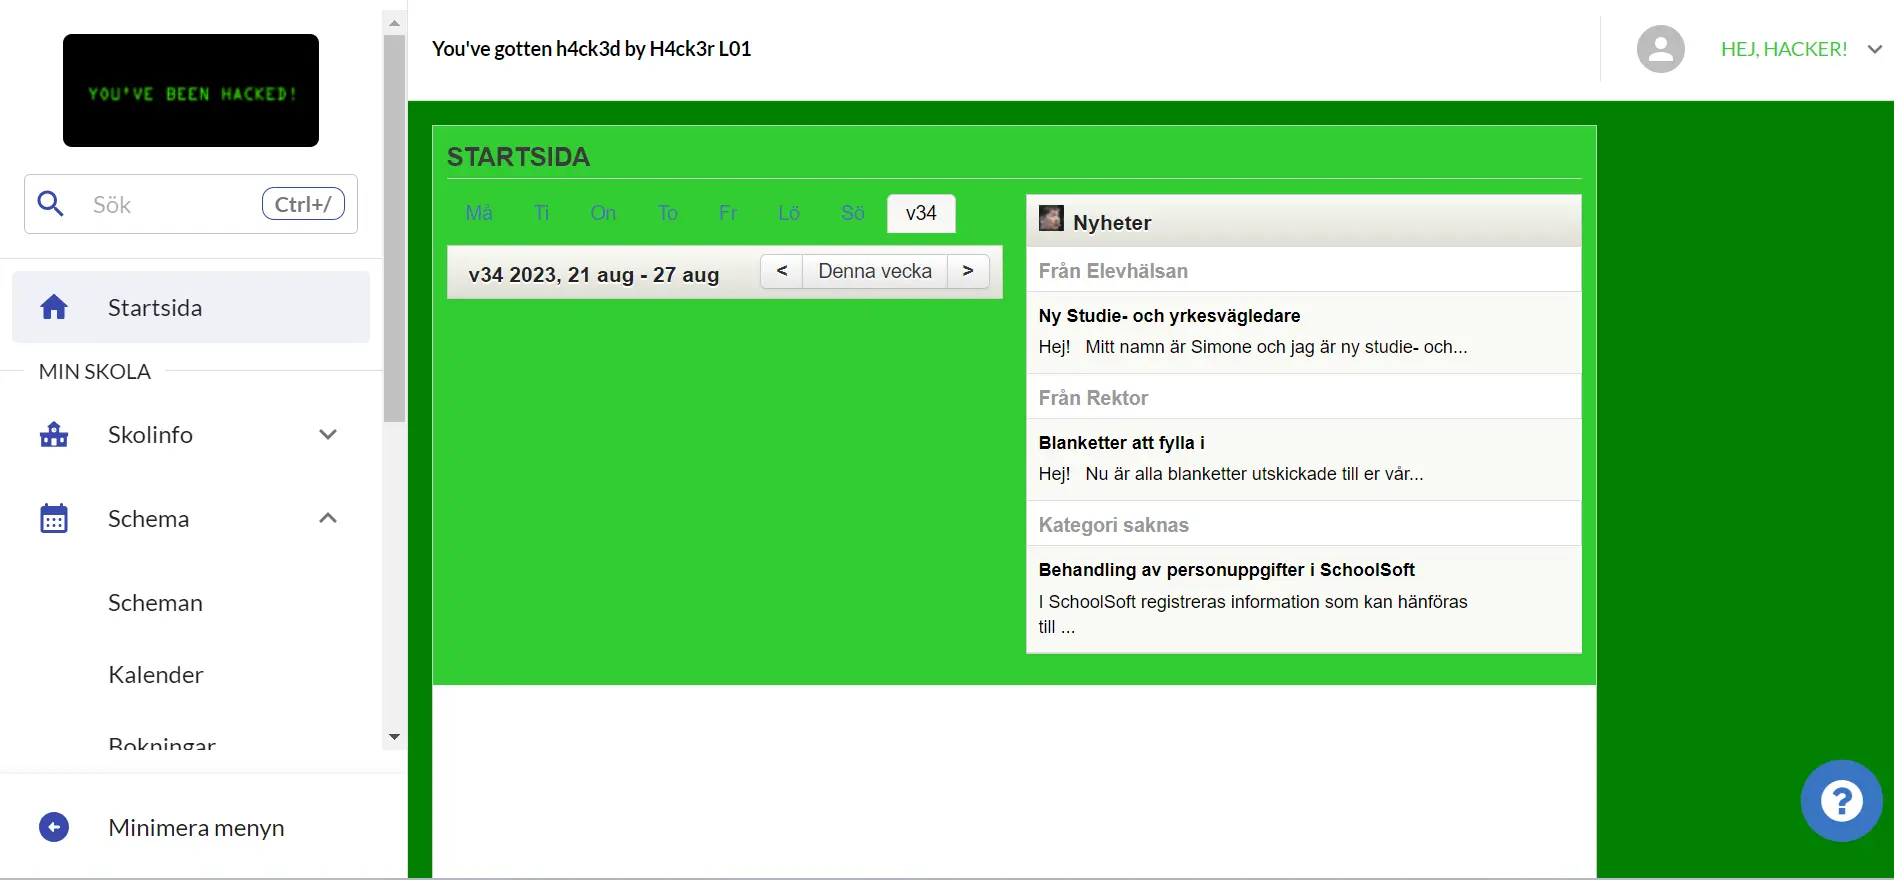 YOU'VE BEEN HACKED!
Sök
Ctrl+/
Startsida
MIN SKOLA
Skolinfo
Schema
Scheman
Kalender
Bokningar
Minimera menyn
You've gotten h4ck3d by H4ck3r L01
HEJ, HACKER!
STARTSIDA
Må Ti On To Fr Lö Sö v34
v34 2023, 21 aug - 27 aug
< Denna vecka >
Nyheter
Från Elevhälsan
Ny Studie- och yrkesvägledare
Hej! Mitt namn är Simone och jag är ny studie- och...
Från Rektor
Blanketter att fylla i
Hej! Nu är alla blanketter utskickade till er vår...
Kategori saknas
Behandling av personuppgifter i SchoolSoft
I SchoolSoft registreras information som kan hänföras
till ...
?